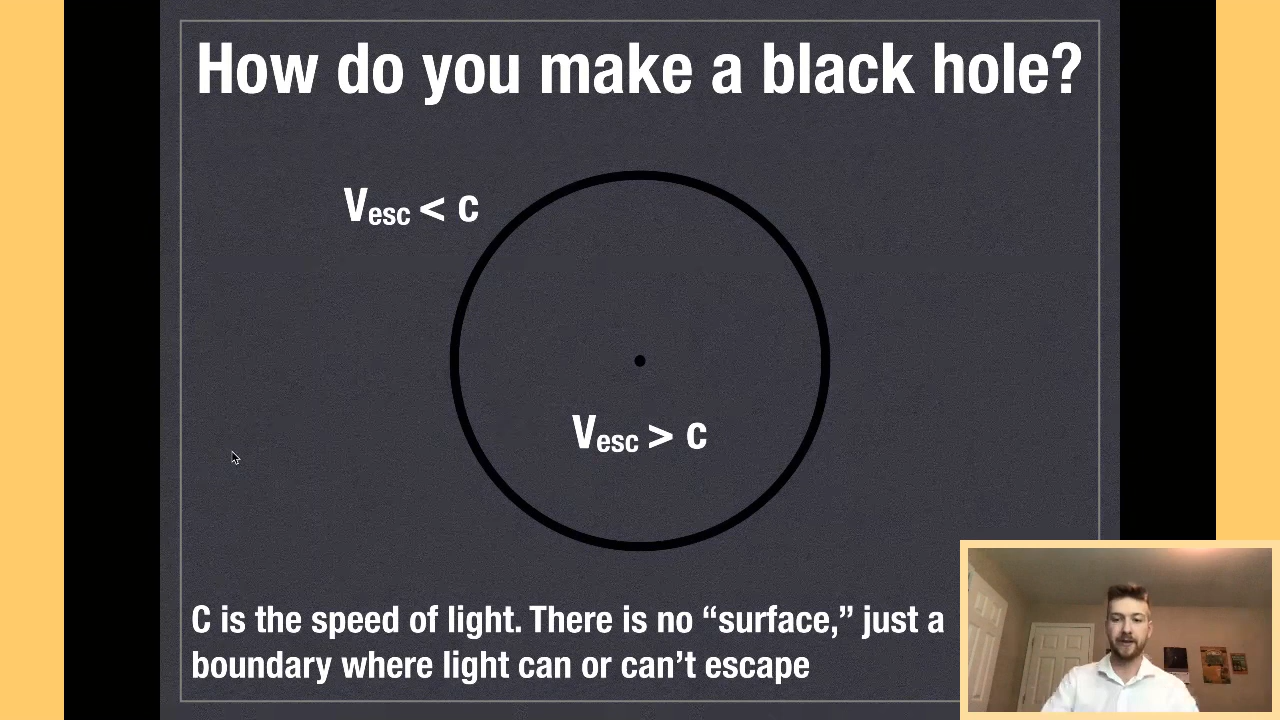 How do you make a black hole?
Vesc < c
Vesc > c
C is the speed of light. There is no “surface,” just a
boundary where light can or can’t escape